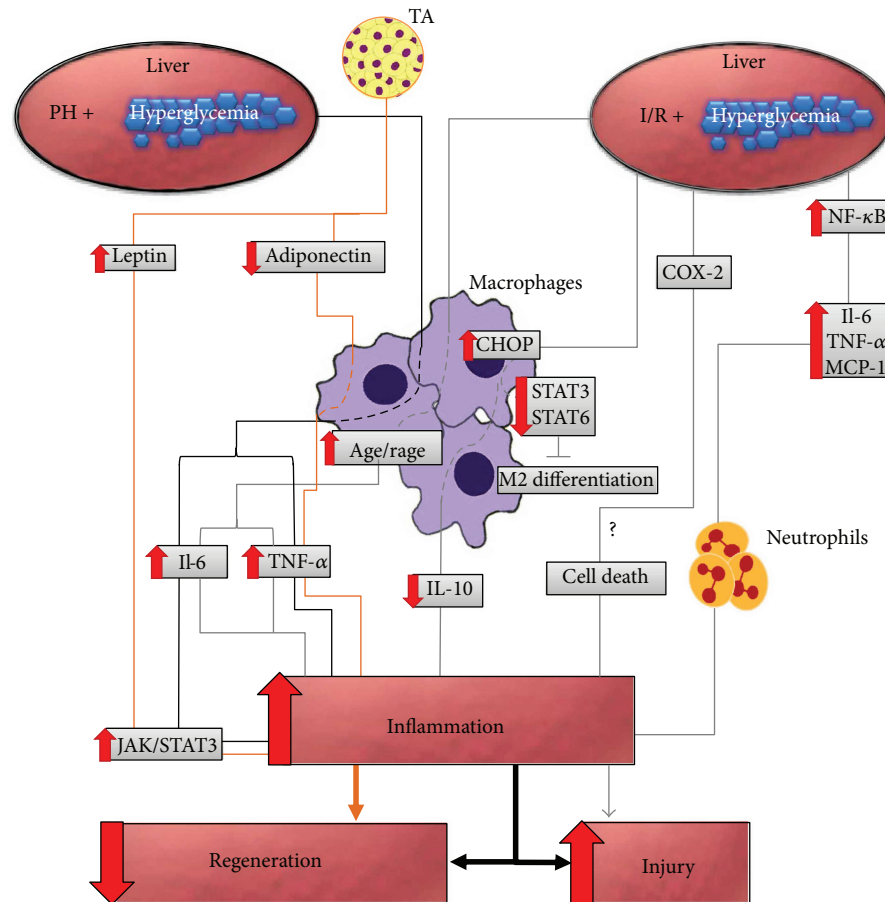 TA
Liver
PH +
Hyperglycemia
Liver
I/R +
Hyperglycemia
Leptin
Adiponectin
NF-κB
COX-2
Macrophages
Il-6
TNF-α
MCP-1
CHOP
STAT3
STAT6
Age/rage
M2 differentiation
?
Neutrophils
Il-6
TNF-α
IL-10
Cell death
Inflammation
JAK/STAT3
Regeneration
Injury